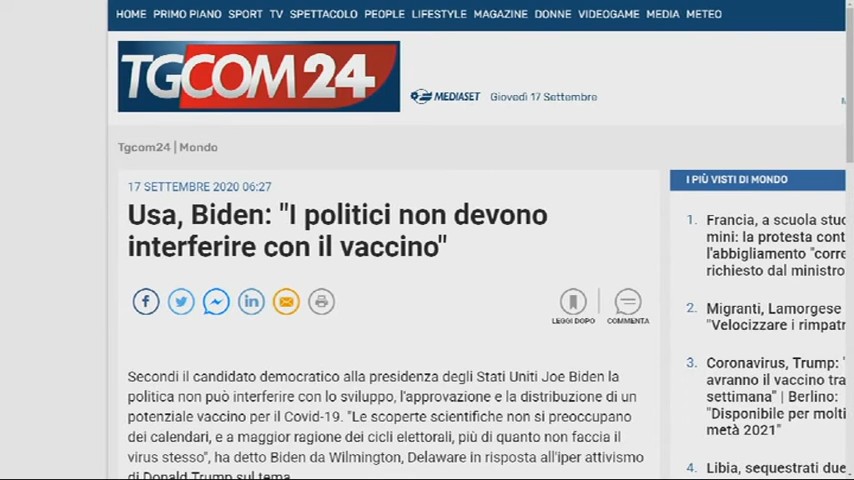 HOME PRIMO PIANO SPORT TV SPETTACOLO PEOPLE LIFESTYLE MAGAZINE DONNE VIDEOGAME MEDIA METEO
TGCOM24
MEDIASET Giovedì 17 Settembre
Tgcom24 | Mondo
17 SETTEMBRE 2020 06:27
Usa, Biden: "I politici non devono
interferire con il vaccino"
LEGGI DOPO COMMENTA
Secondi il candidato democratico alla presidenza degli Stati Uniti Joe Biden la
politica non può interferire con lo sviluppo, l'approvazione e la distribuzione di un
potenziale vaccino per il Covid-19. "Le scoperte scientifiche non si preoccupano
dei calendari, e a maggior ragione dei cicli elettorali, più di quanto non faccia il
virus stesso", ha detto Biden da Wilmington, Delaware in risposta all'iper attivismo
di Donald Trump sul tema
I PIÙ VISTI DI MONDO
1. Francia, a scuola stud
mini: la protesta cont
l'abbigliamento "corre
richiesto dal ministro
2. Migranti, Lamorgese
"Velocizzare i rimpatr
3. Coronavirus, Trump: "
avranno il vaccino tra
settimana" | Berlino:
"Disponibile per molti
metà 2021"
4. Libia, sequestrati due